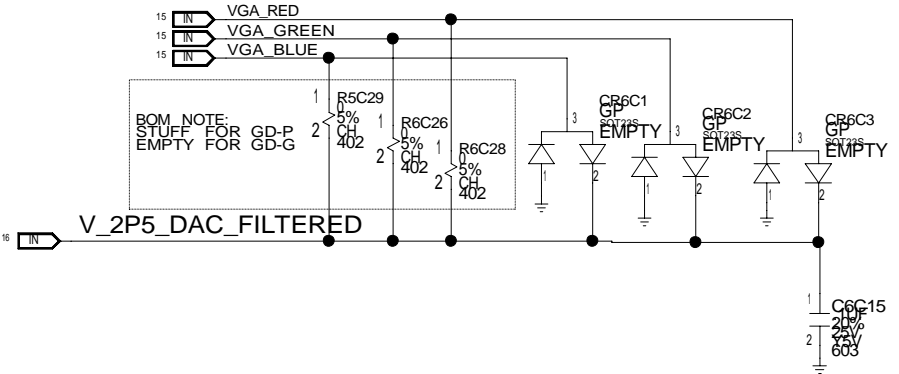 15 IN VGA_RED
15 IN VGA_GREEN
15 IN VGA_BLUE
BOM NOTE:
STUFF FOR GD-P
EMPTY FOR GD-G
1
R5C29
0
5%
CH
402
2
1
R6C26
0
5%
CH
402
2
1
R6C28
0
5%
CH
402
2
CR6C1
GP
SOT23S
EMPTY
3
1
2
CR6C2
GP
SOT23S
EMPTY
3
1
2
CR6C3
GP
SOT23S
EMPTY
3
1
2
16 IN V_2P5_DAC_FILTERED
1
C6C15
.1UF
20%
25V
Y5V
603
2